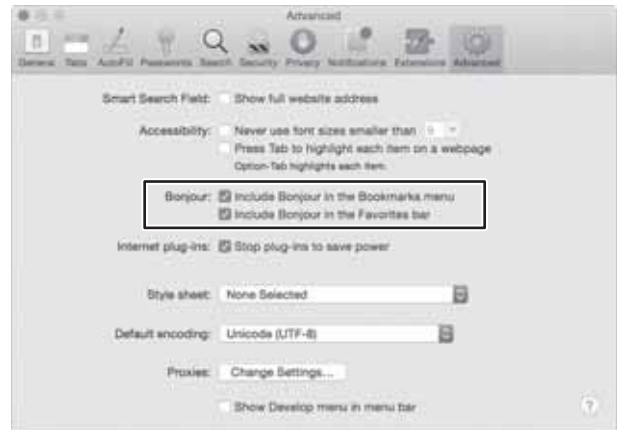 Advanced
General Tabs AutoFill Passwords Search Security Privacy Notifications Extensions Advanced
Smart Search Field: Show full website address
Accessibility: Never use font sizes smaller than 9
Press Tab to highlight each item on a webpage
Option-Tab highlights each item.
Bonjour: Include Bonjour in the Bookmarks menu
Include Bonjour in the Favorites bar
Internet plug-ins: Stop plug-ins to save power
Style sheet: None Selected
Default encoding: Unicode (UTF-8)
Proxies: Change Settings...
Show Develop menu in menu bar
?